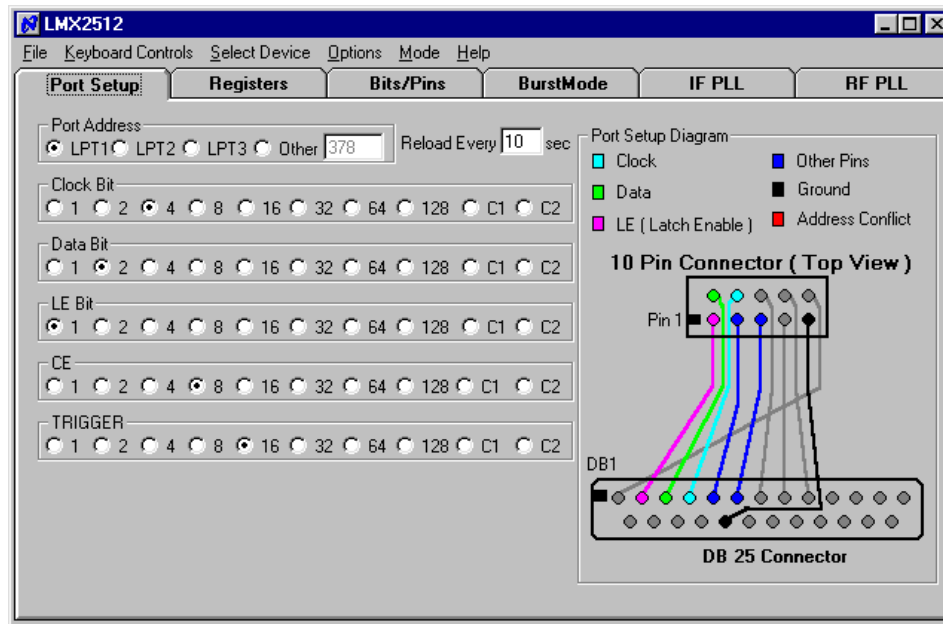 LMX2512
File Keyboard Controls Select Device Options Mode Help
Port Setup Registers Bits/Pins BurstMode IF PLL RF PLL
Port Address
LPT1 LPT2 LPT3 Other 378
Reload Every 10 sec
Clock Bit
1 2 4 8 16 32 64 128 C1 C2
Data Bit
1 2 4 8 16 32 64 128 C1 C2
LE Bit
1 2 4 8 16 32 64 128 C1 C2
CE
1 2 4 8 16 32 64 128 C1 C2
TRIGGER
1 2 4 8 16 32 64 128 C1 C2
Port Setup Diagram
Clock Other Pins
Data Ground
LE ( Latch Enable ) Address Conflict
10 Pin Connector ( Top View )
Pin 1
DB1
DB 25 Connector